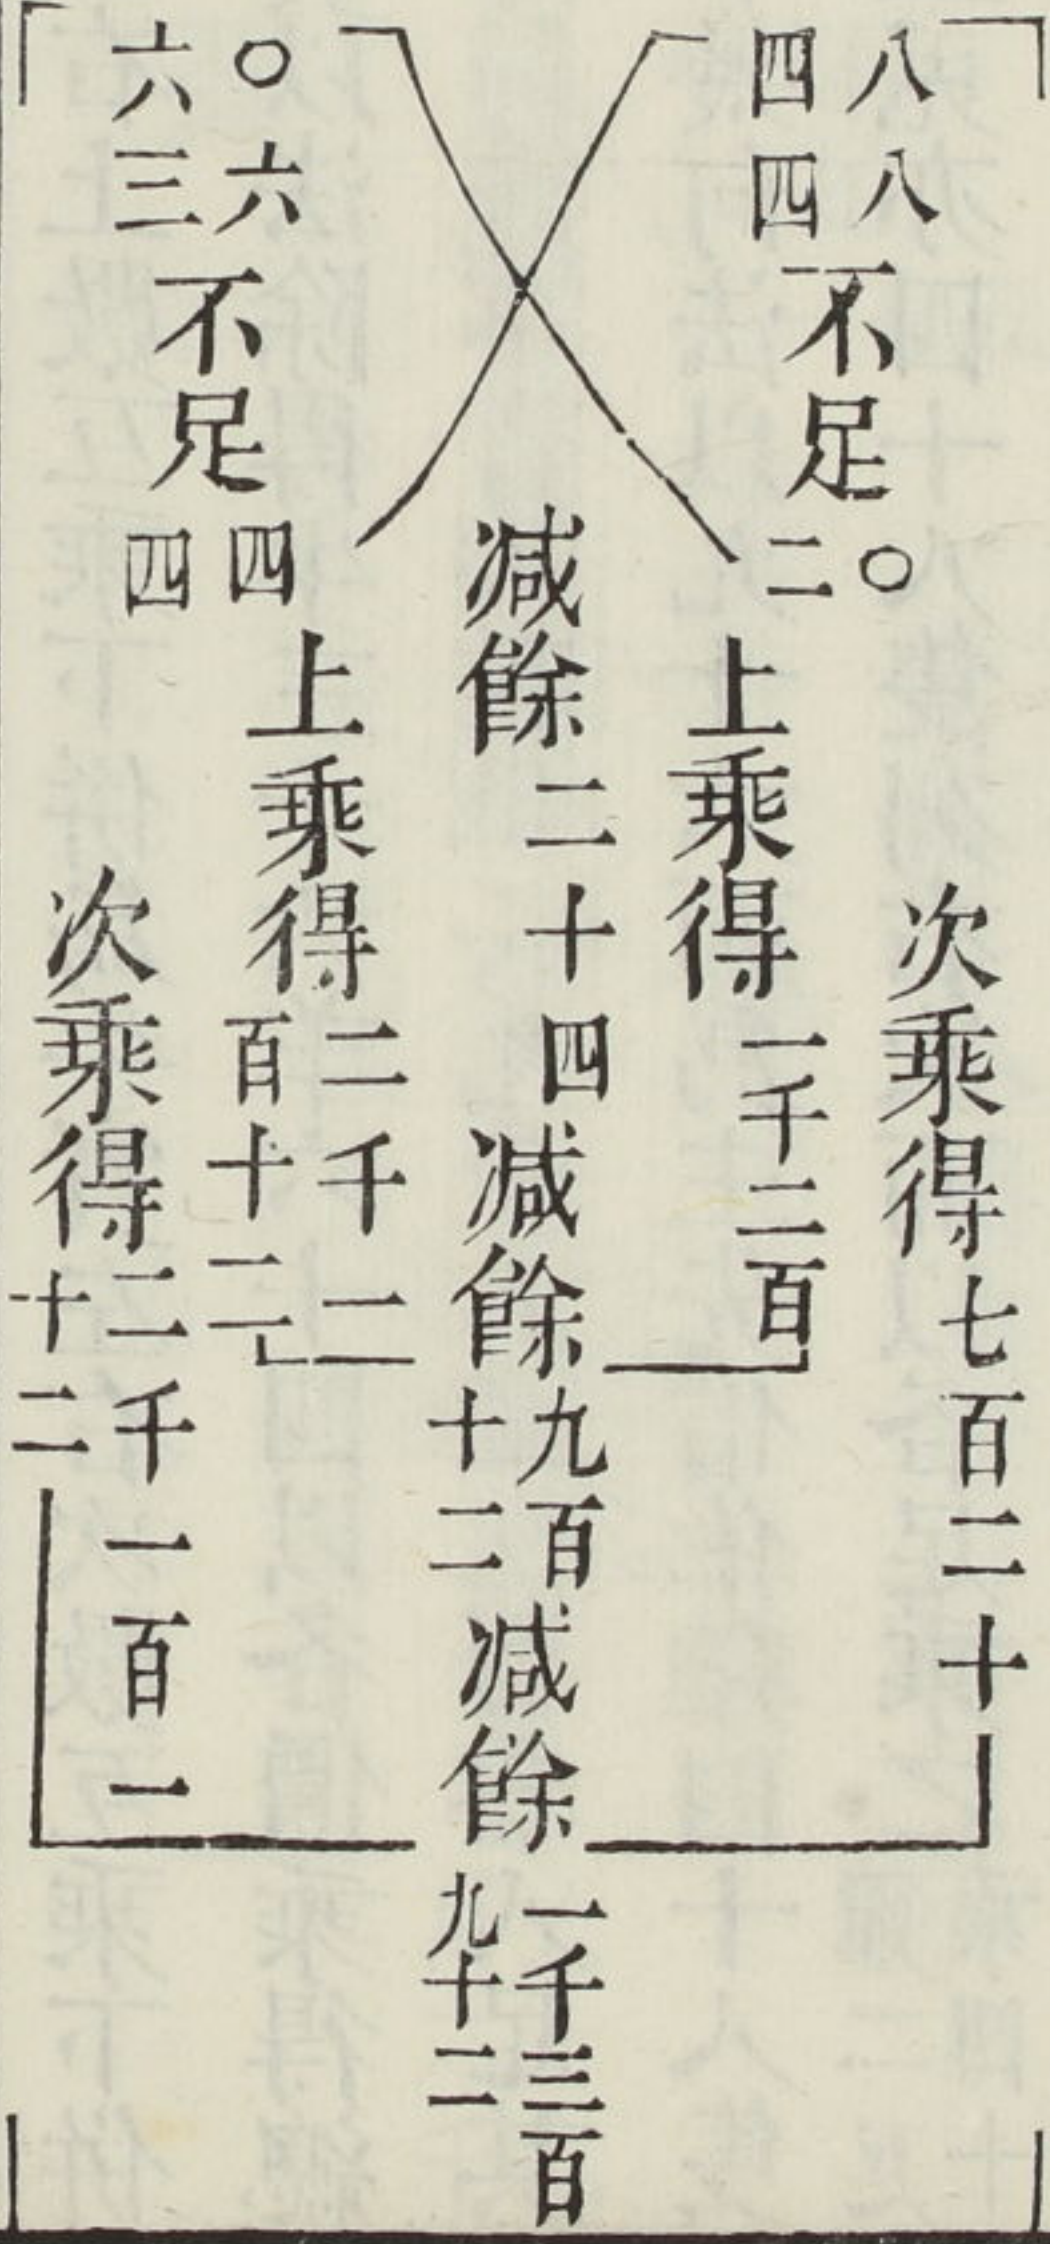 八八
四四
不足
〇
二
次乘得
七百二十
上乘得
一千二百
減餘
二十四
減餘
九百
十二
減餘
一千三百
九十二
〇六
六三
不足
四
四
上乘得
二千一
百十二
次乘得
二千一百一
十二